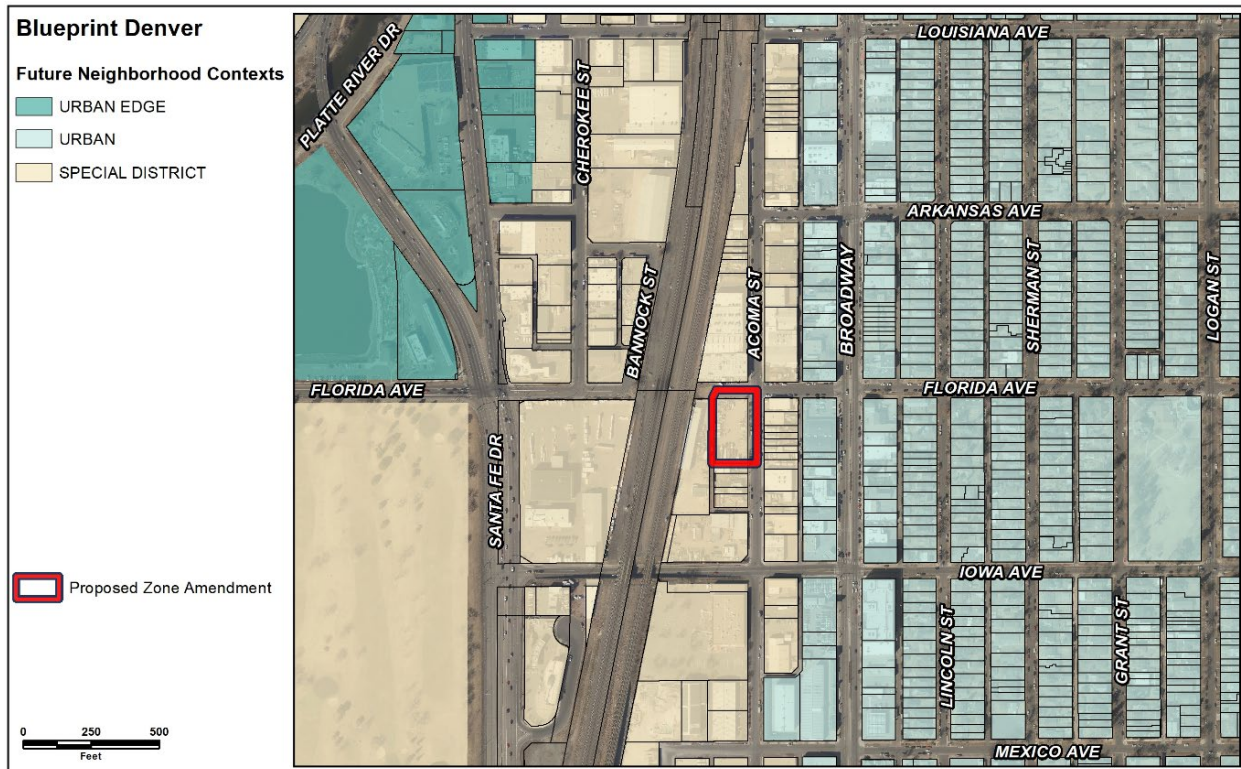 Blueprint Denver
Future Neighborhood Contexts
URBAN EDGE
URBAN
SPECIAL DISTRICT
Proposed Zone Amendment
0 250 500
Feet
LOUISIANA AVE
PLATTE RIVER DR
CHEROKEE ST
ARKANSAS AVE
BANNOCK ST
ACOMA ST
BROADWAY
SHERMAN ST
LOGAN ST
FLORIDA AVE
FLORIDA AVE
SANTA FE DR
IOWA AVE
LINCOLN ST
GRANT ST
MEXICO AVE